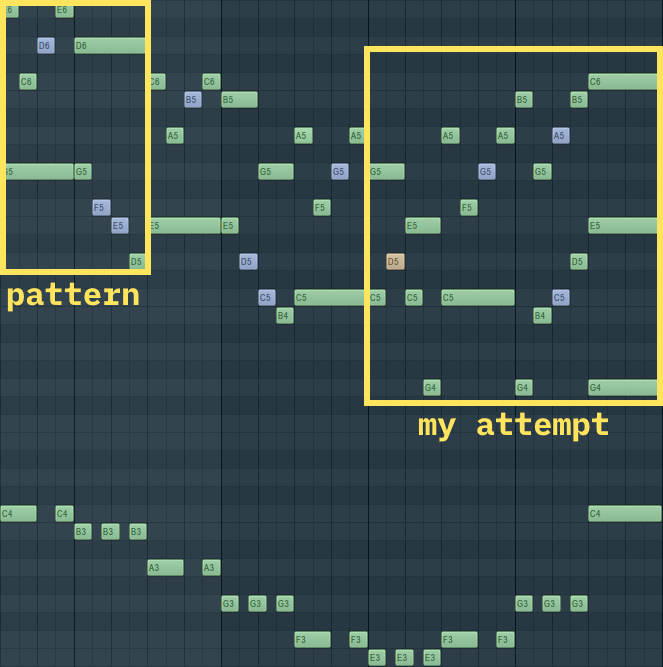 E6 E6
D6 D6
C6 C6 C6 C6
B5 B5 B5 B5
A5 A5 A5 A5 A5 A5
G5 G5 G5 G5 G5 G5 G5
F5 F5 F5
E5 E5 E5 E5 E5
D5 D5 D5 D5
pattern
C5 C5 C5 C5 C5 C5
B4 B4
G4 G4 G4
my attempt
C4 C4 C4
B3 B3 B3
A3 A3
G3 G3 G3 G3 G3 G3
F3 F3 F3 F3
E3 E3 E3